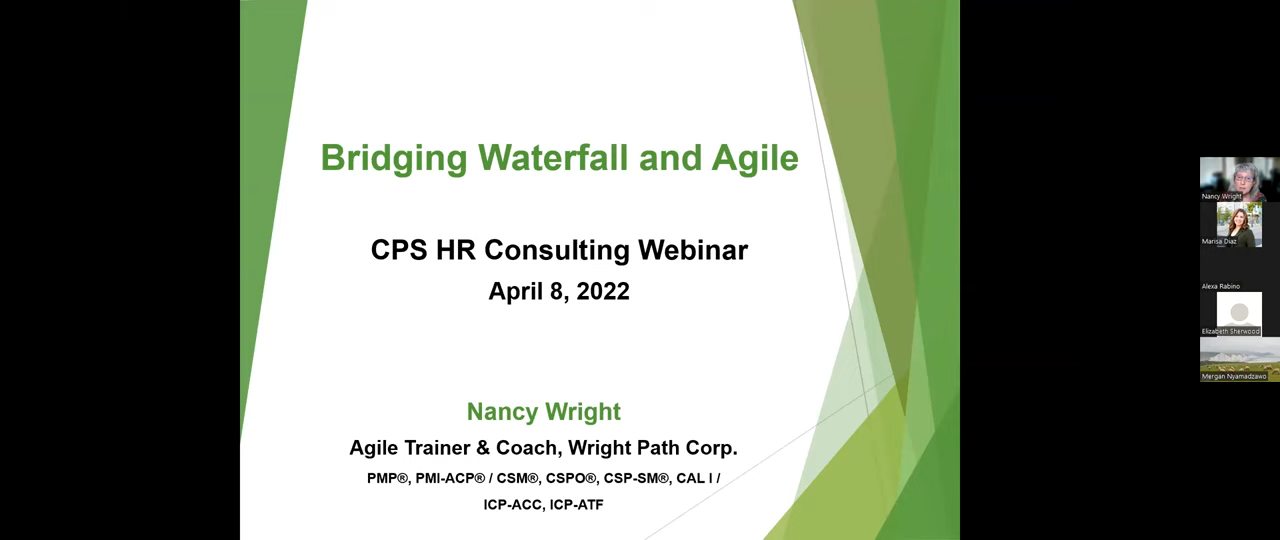 Bridging Waterfall and Agile
CPS HR Consulting Webinar
April 8, 2022
Nancy Wright
Agile Trainer & Coach, Wright Path Corp.
PMP®, PMI-ACP® / CSM®, CSPO®, CSP-SM®, CAL I /
ICP-ACC, ICP-ATF
Nancy Wright
Marisa Diaz
Alexa Rabino
Elizabeth Sherwood
Mergan Nyamadzawo